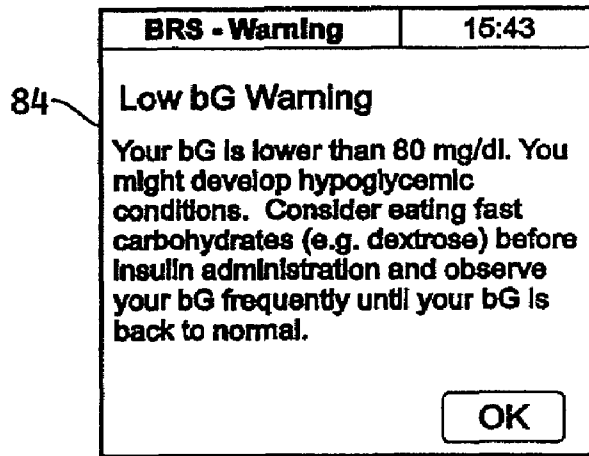 BRS - Warning 15:43
84
Low bG Warning
Your bG is lower than 80 mg/dl. You
might develop hypoglycemic
conditions. Consider eating fast
carbohydrates (e.g. dextrose) before
insulin administration and observe
your bG frequently until your bG is
back to normal.
OK